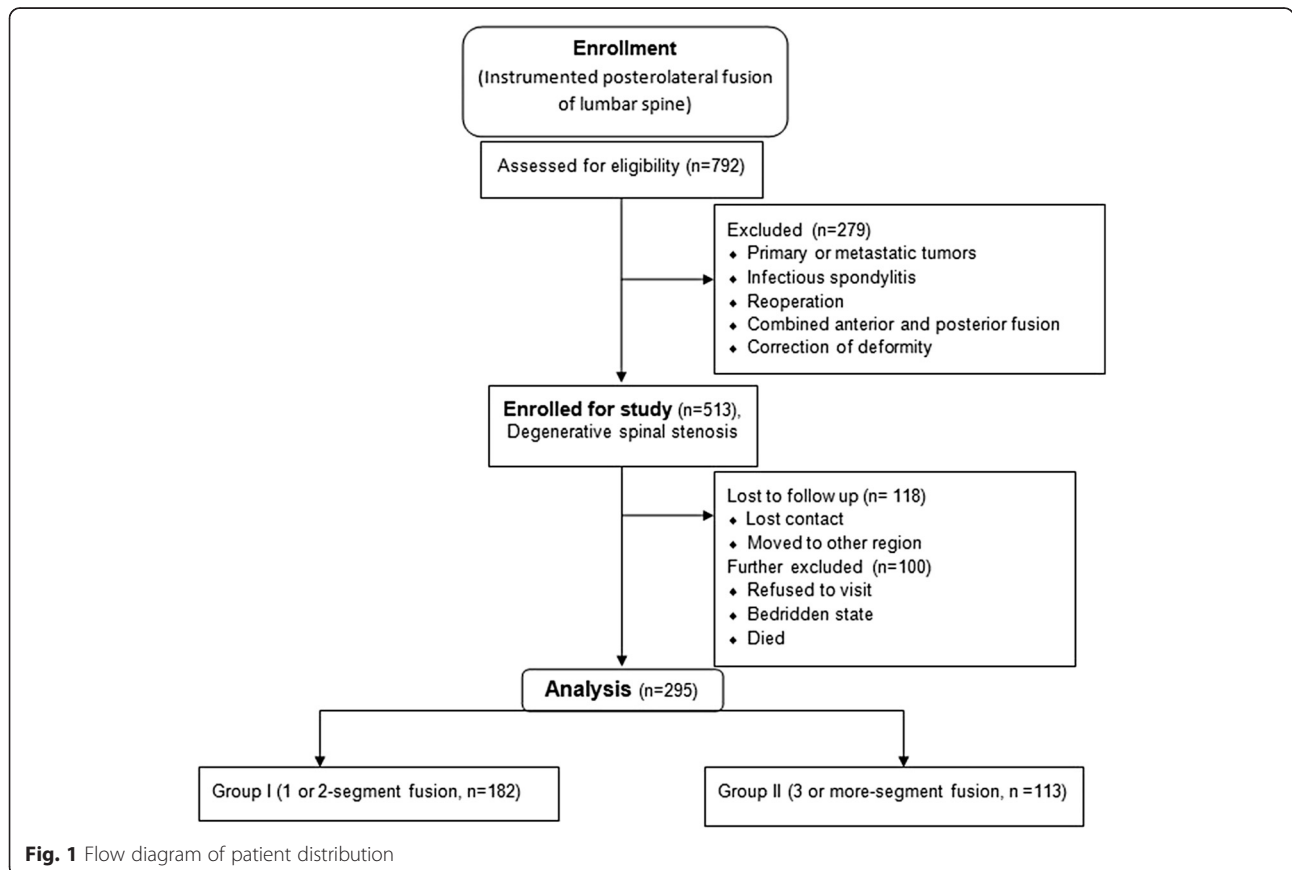 Enrollment
(Instrumented posterolateral fusion
of lumbar spine)
Assessed for eligibility (n=792)
Excluded (n=279)
♦ Primary or metastatic tumors
♦ Infectious spondylitis
♦ Reoperation
♦ Combined anterior and posterior fusion
♦ Correction of deformity
Enrolled for study (n=513),
Degenerative spinal stenosis
Lost to follow up (n= 118)
♦ Lost contact
♦ Moved to other region
Further excluded (n=100)
♦ Refused to visit
♦ Bedridden state
♦ Died
Analysis (n=295)
Group I (1 or 2-segment fusion, n=182)
Group II (3 or more-segment fusion, n =113)
Fig. 1 Flow diagram of patient distribution